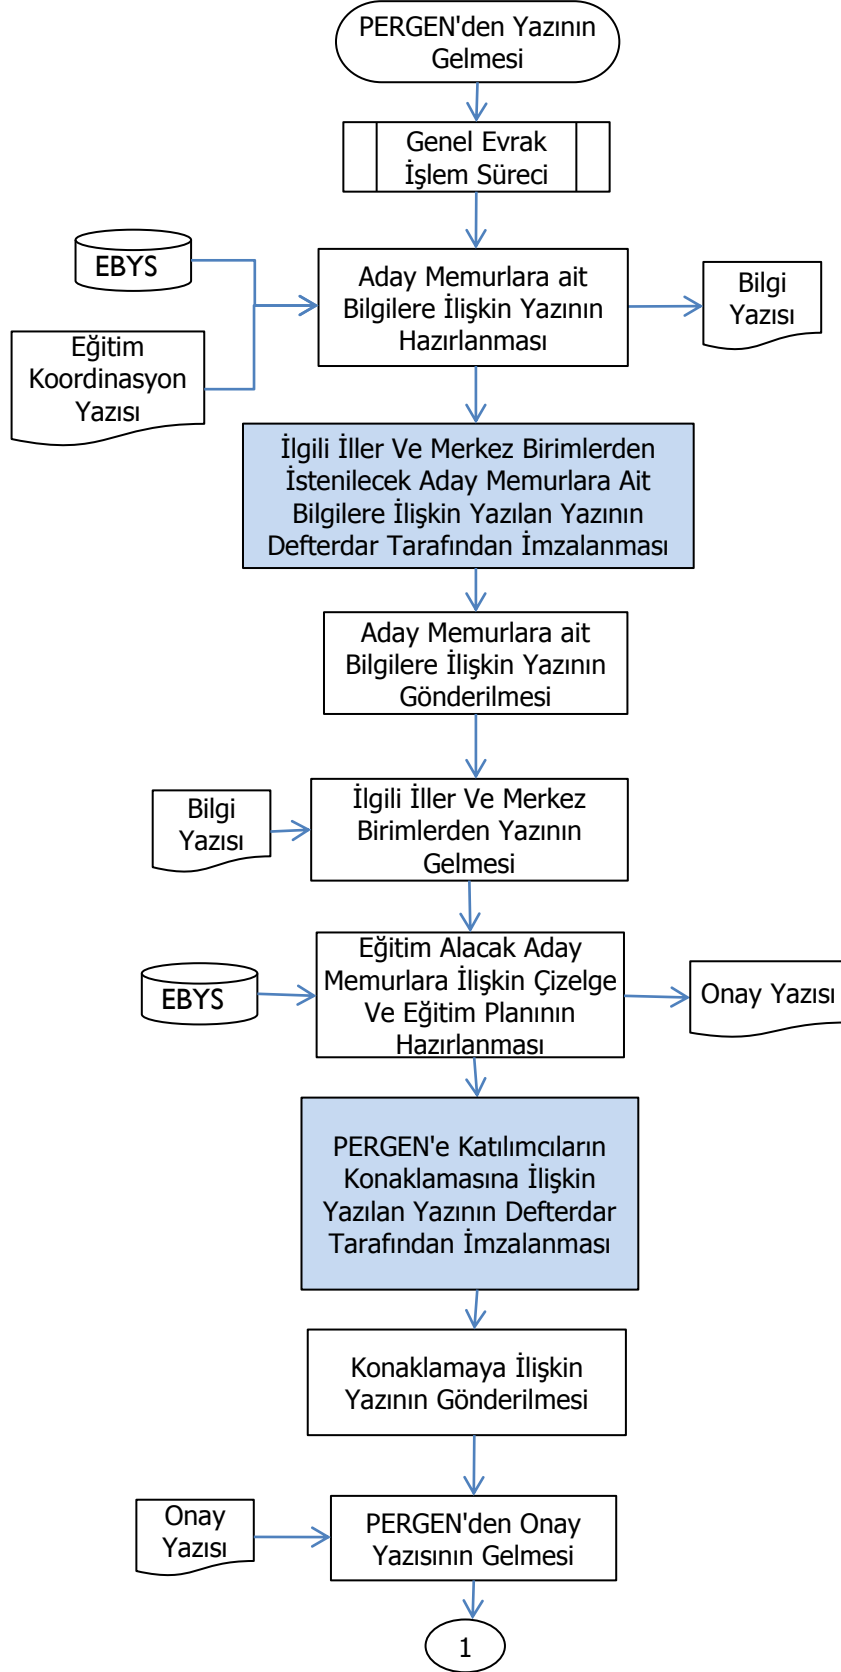 PERGEN'den Yazının
Gelmesi
Genel Evrak
İşlem Süreci
EBYS
Aday Memurlara ait
Bilgilere İlişkin Yazının
Hazırlanması
Bilgi
Yazısı
Eğitim
Koordinasyon
Yazısı
İlgili İller Ve Merkez Birimlerden
İstenilecek Aday Memurlara Ait
Bilgilere İlişkin Yazılan Yazının
Defterdar Tarafından İmzalanması
Aday Memurlara ait
Bilgilere İlişkin Yazının
Gönderilmesi
Bilgi
Yazısı
İlgili İller Ve Merkez
Birimlerden Yazının
Gelmesi
EBYS
Eğitim Alacak Aday
Memurlara İlişkin Çizelge
Ve Eğitim Planının
Hazırlanması
Onay Yazısı
PERGEN'e Katılımcıların
Konaklamasına İlişkin
Yazılan Yazının Defterdar
Tarafından İmzalanması
Konaklamaya İlişkin
Yazının Gönderilmesi
Onay
Yazısı
PERGEN'den Onay
Yazısının Gelmesi
1